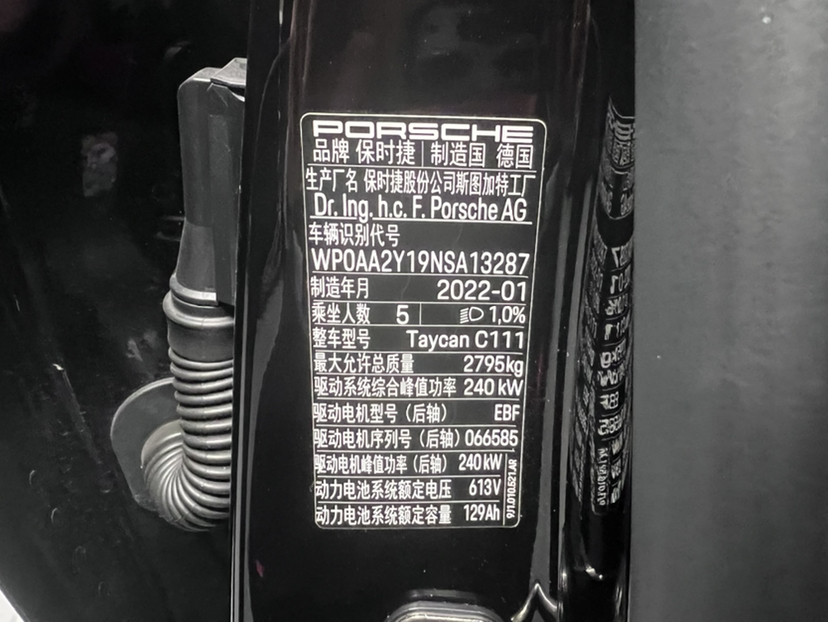 PORSCHE
品牌 保时捷 制造国 德国
生产厂名 保时捷股份公司斯图加特工厂
Dr. Ing. h.c. F. Porsche AG
车辆识别代号
WP0AA2Y19NSA13287
制造年月 2022-01
乘坐人数 5 1,0%
整车型号 Taycan C111
最大允许总质量 2795kg
驱动系统综合峰值功率 240 kW
驱动电机型号（后轴） EBF
驱动电机序列号（后轴）066585
驱动电机峰值功率（后轴） 240 kW
动力电池系统额定电压 613V
动力电池系统额定容量 129Ah
9J1.010.521.AR